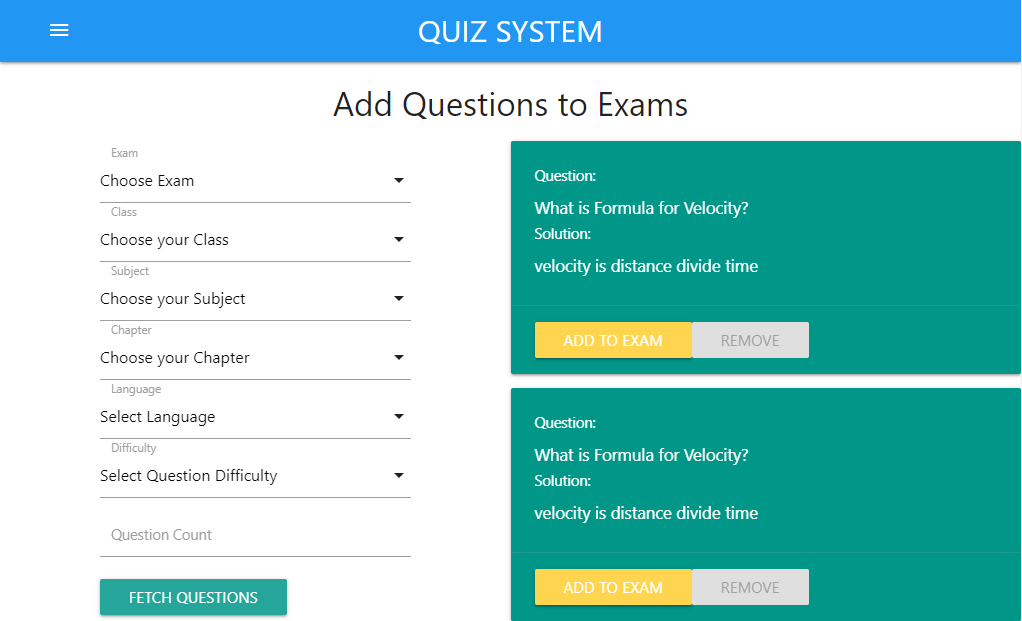 QUIZ SYSTEM
Add Questions to Exams
Exam
Choose Exam
Class
Choose your Class
Subject
Choose your Subject
Chapter
Choose your Chapter
Language
Select Language
Difficulty
Select Question Difficulty
Question Count
FETCH QUESTIONS
Question:
What is Formula for Velocity?
Solution:
velocity is distance divide time
ADD TO EXAM
REMOVE
Question:
What is Formula for Velocity?
Solution:
velocity is distance divide time
ADD TO EXAM
REMOVE